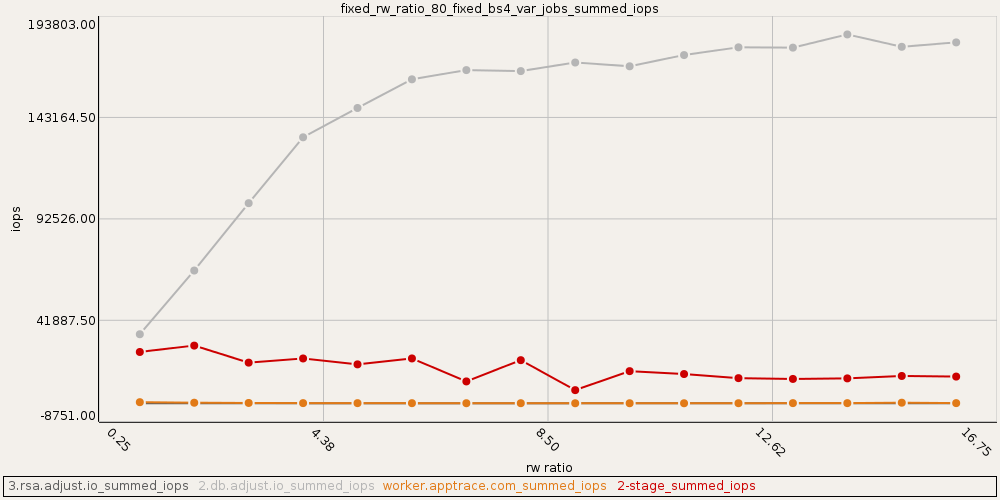 fixed_rw_ratio_80_fixed_bs4_var_jobs_summed_iops
193803.00
143164.50
92526.00
41887.50
-8751.00
iops
0.25
4.38
8.50
12.62
16.75
rw ratio
3.rsa.adjust.io_summed_iops 2.db.adjust.io_summed_iops worker.apptrace.com_summed_iops 2-stage_summed_iops